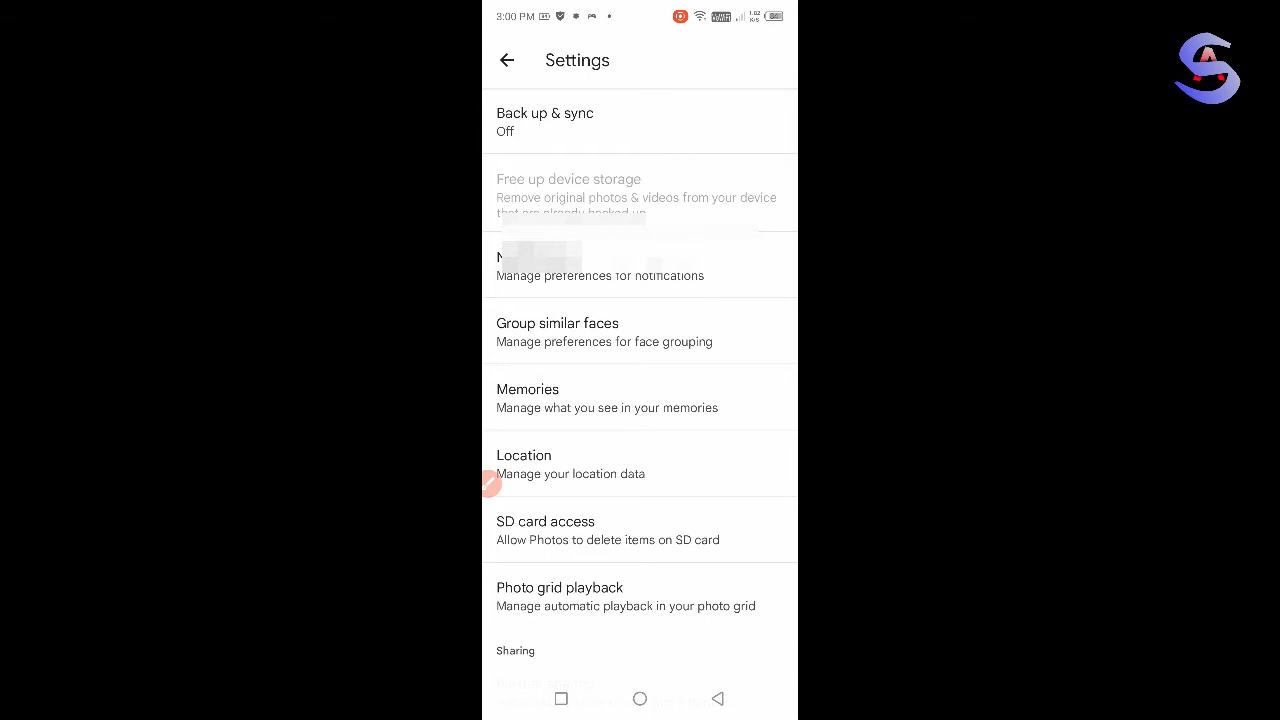 3:00 PM
Settings
Back up & sync
Off
Free up device storage
Remove original photos & videos from your device
that are already backed up
Manage preferences for notifications
Group similar faces
Manage preferences for face grouping
Memories
Manage what you see in your memories
Location
Manage your location data
SD card access
Allow Photos to delete items on SD card
Photo grid playback
Manage automatic playback in your photo grid
Sharing